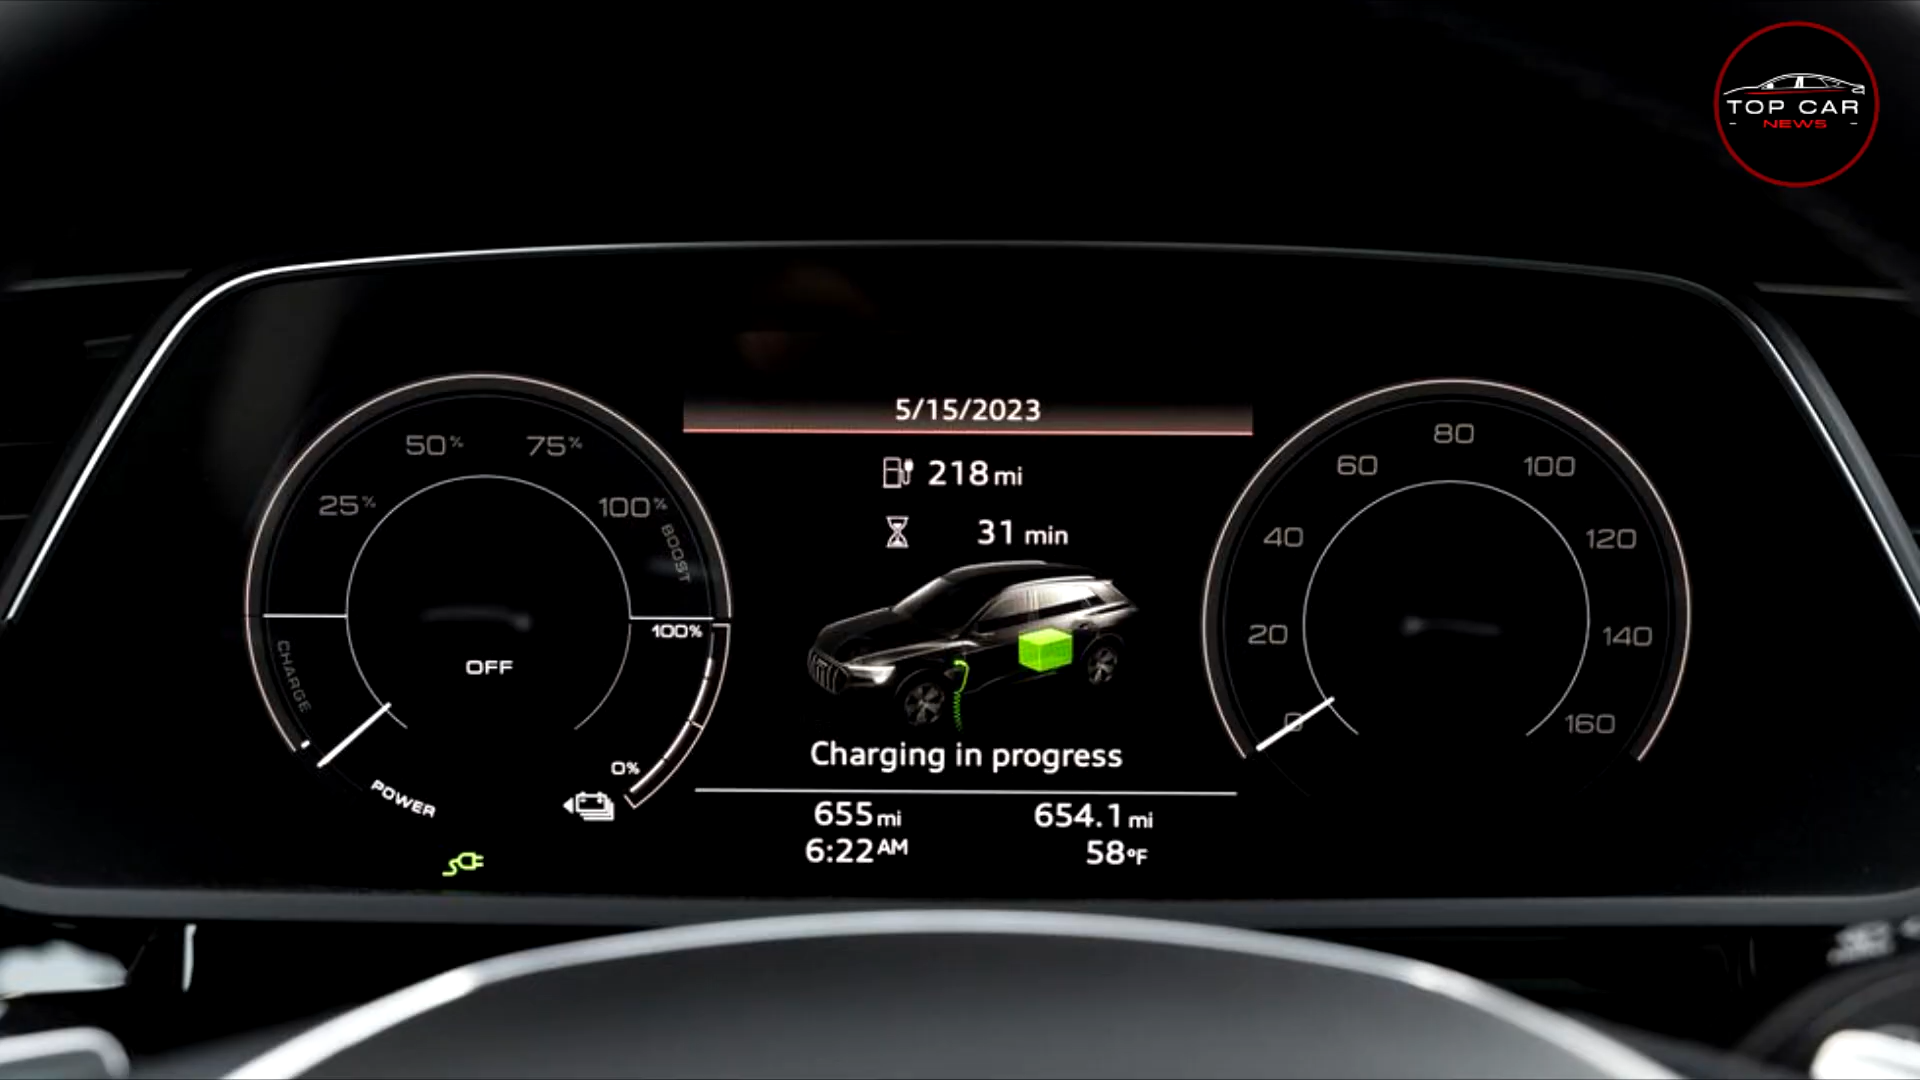 TOP CAR
- NEWS -
5/15/2023
218 mi
31 min
Charging in progress
655 mi 654.1 mi
6:22 AM 58°F
25% 50% 75% 100%
BOOST
CHARGE
OFF
POWER
100%
0%
0 20 40 60 80 100 120 140 160